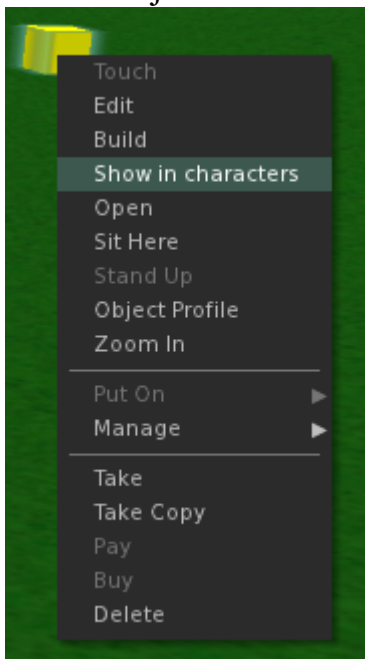 Touch
Edit
Build
Show in characters
Open
Sit Here
Stand Up
Object Profile
Zoom In
Put On
Manage
Take
Take Copy
Pay
Buy
Delete